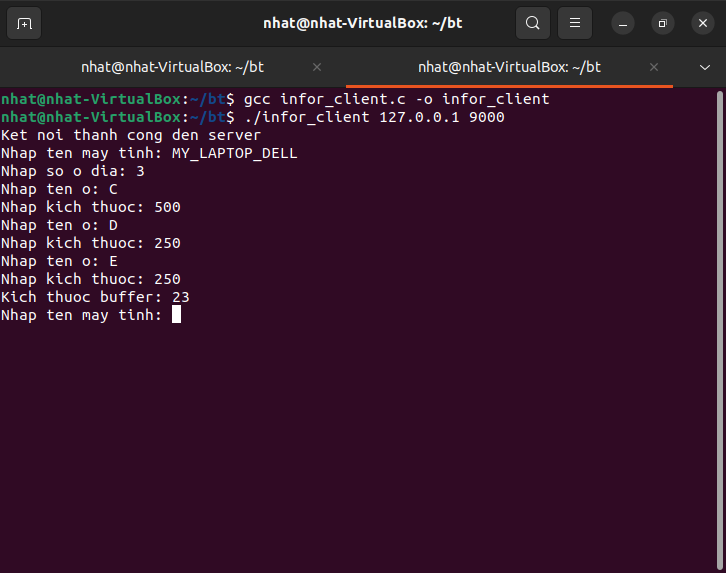 nhat@nhat-VirtualBox: ~/bt
nhat@nhat-VirtualBox: ~/bt
nhat@nhat-VirtualBox: ~/bt
nhat@nhat-VirtualBox:~/bt$ gcc infor_client.c -o infor_client
nhat@nhat-VirtualBox:~/bt$ ./infor_client 127.0.0.1 9000
Ket noi thanh cong den server
Nhap ten may tinh: MY_LAPTOP_DELL
Nhap so o dia: 3
Nhap ten o: C
Nhap kich thuoc: 500
Nhap ten o: D
Nhap kich thuoc: 250
Nhap ten o: E
Nhap kich thuoc: 250
Kich thuoc buffer: 23
Nhap ten may tinh: